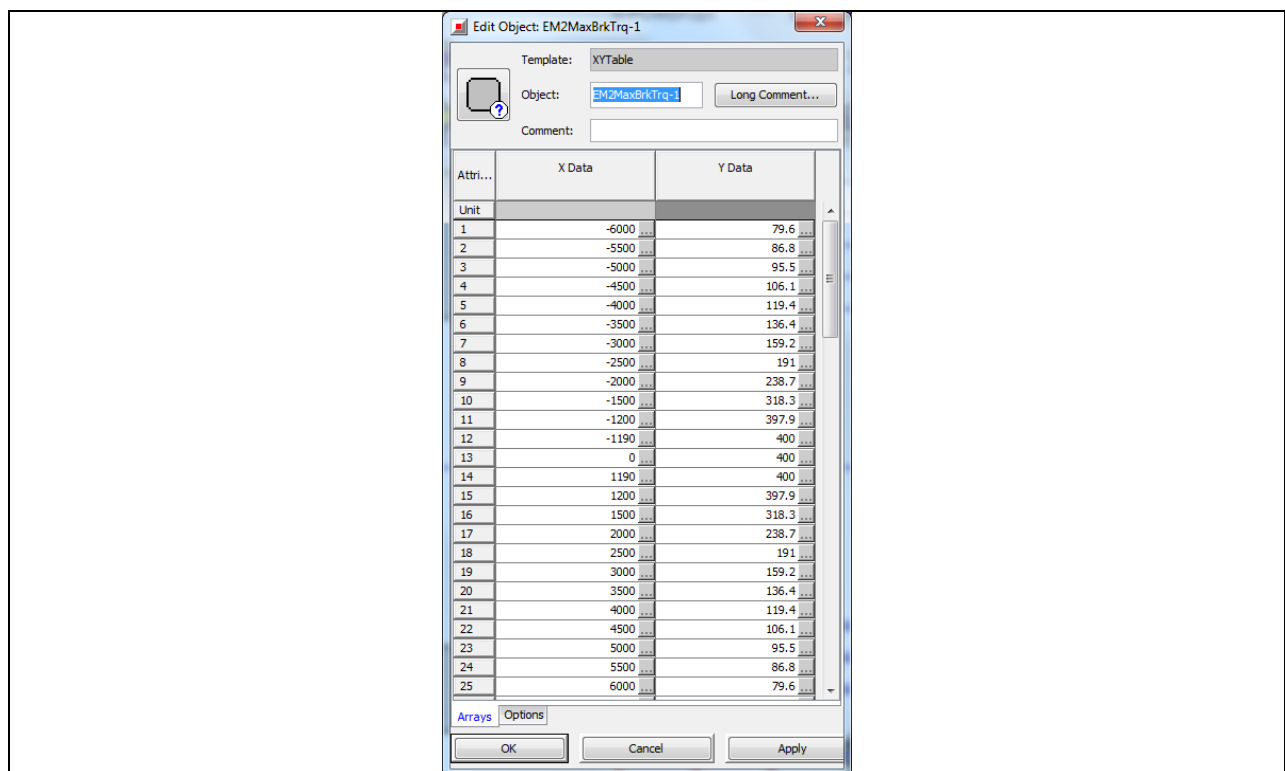 Edit Object: EM2MaxBrkTrq-1
x
Template: XYTable
Object: EM2MaxBrkTrq-1 Long Comment...
?
Comment:
Attri... X Data Y Data
Unit
1 -6000 ... 79.6 ...
2 -5500 ... 86.8 ...
3 -5000 ... 95.5 ...
4 -4500 ... 106.1 ...
5 -4000 ... 119.4 ...
6 -3500 ... 136.4 ...
7 -3000 ... 159.2 ...
8 -2500 ... 191 ...
9 -2000 ... 238.7 ...
10 -1500 ... 318.3 ...
11 -1200 ... 397.9 ...
12 -1190 ... 400 ...
13 0 ... 400 ...
14 1190 ... 400 ...
15 1200 ... 397.9 ...
16 1500 ... 318.3 ...
17 2000 ... 238.7 ...
18 2500 ... 191 ...
19 3000 ... 159.2 ...
20 3500 ... 136.4 ...
21 4000 ... 119.4 ...
22 4500 ... 106.1 ...
23 5000 ... 95.5 ...
24 5500 ... 86.8 ...
25 6000 ... 79.6 ...
Arrays Options
OK Cancel Apply